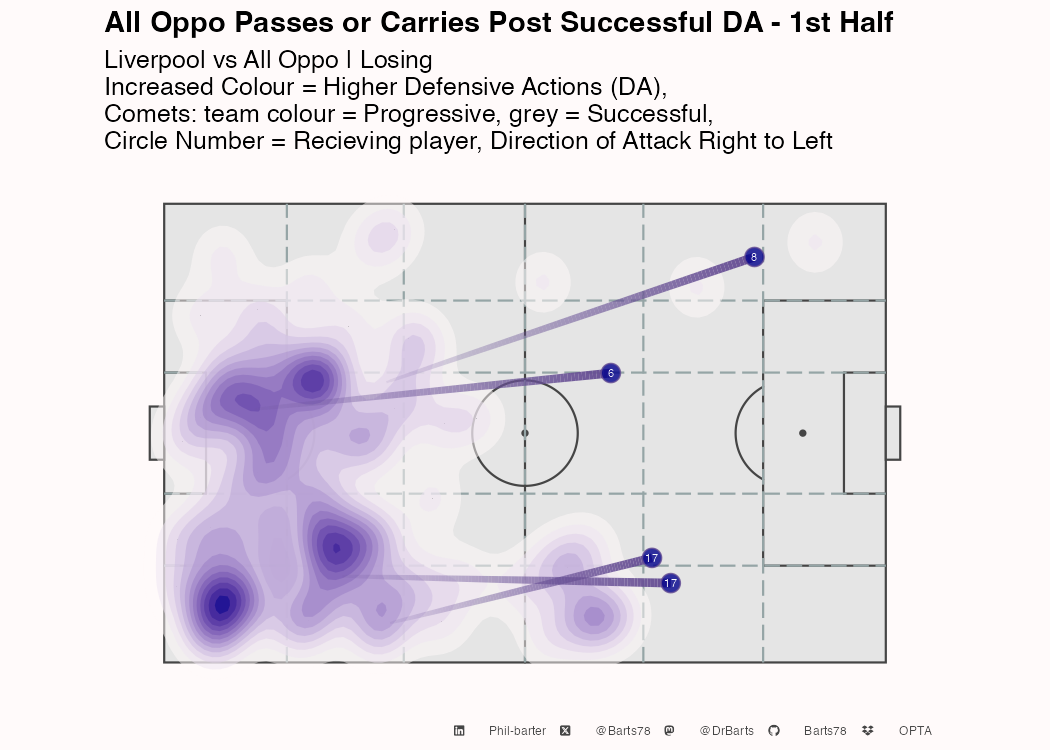 All Oppo Passes or Carries Post Successful DA - 1st Half
Liverpool vs All Oppo | Losing
Increased Colour = Higher Defensive Actions (DA),
Comets: team colour = Progressive, grey = Successful,
Circle Number = Recieving player, Direction of Attack Right to Left
8
6
17
17
Phil-barter @Barts78 @DrBarts Barts78 OPTA